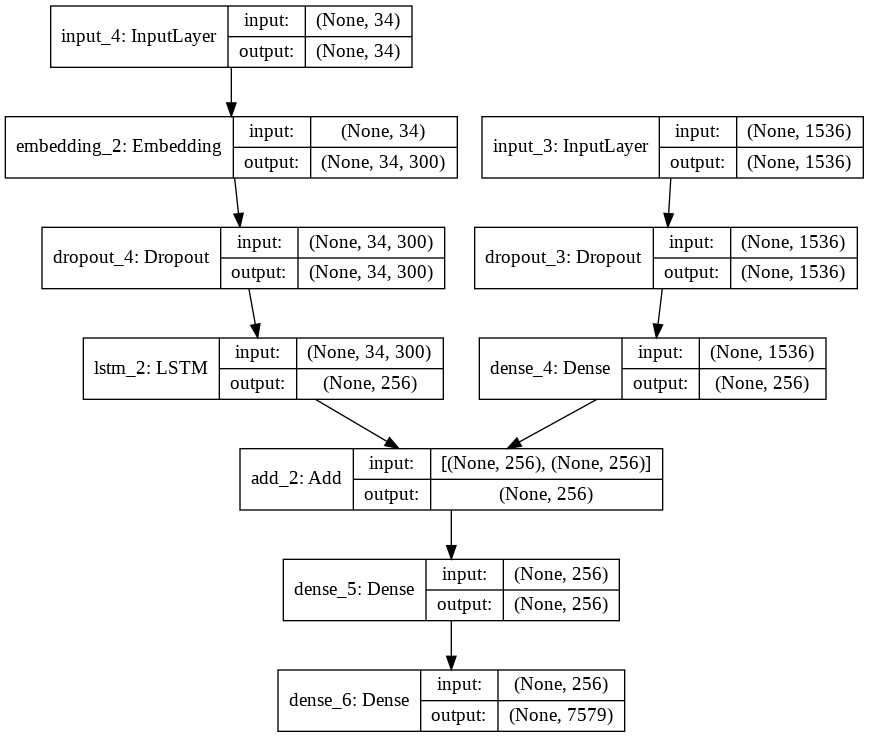 input_4: InputLayer
input: (None, 34)
output: (None, 34)
embedding_2: Embedding
input: (None, 34)
output: (None, 34, 300)
input_3: InputLayer
input: (None, 1536)
output: (None, 1536)
dropout_4: Dropout
input: (None, 34, 300)
output: (None, 34, 300)
dropout_3: Dropout
input: (None, 1536)
output: (None, 1536)
lstm_2: LSTM
input: (None, 34, 300)
output: (None, 256)
dense_4: Dense
input: (None, 1536)
output: (None, 256)
add_2: Add
input: [(None, 256), (None, 256)]
output: (None, 256)
dense_5: Dense
input: (None, 256)
output: (None, 256)
dense_6: Dense
input: (None, 256)
output: (None, 7579)